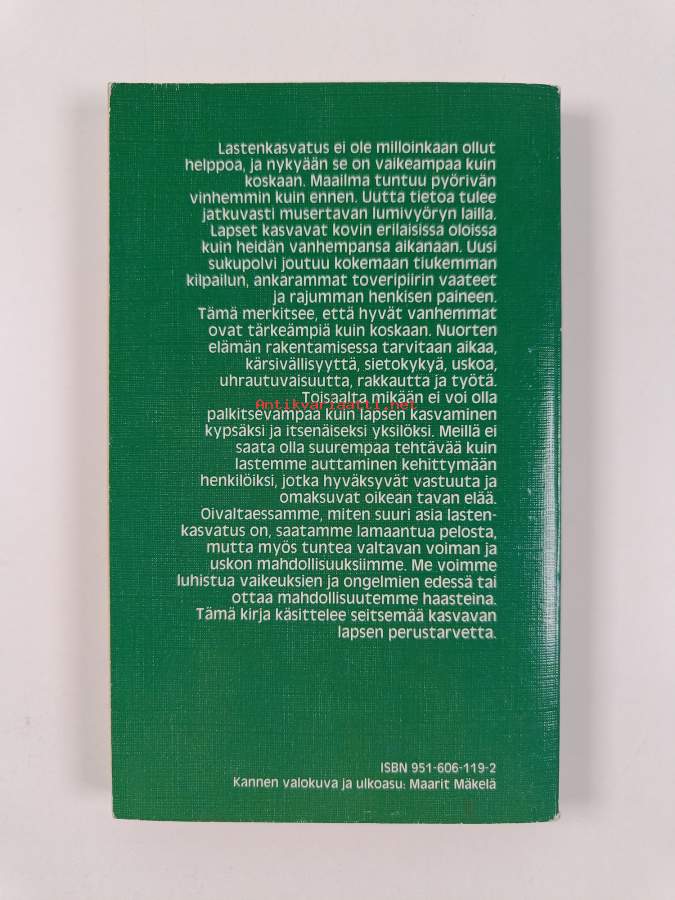 Lastenkasvatus ei ole milloinkaan ollut
helppoa, ja nykyään se on vaikeampaa kuin
koskaan. Maailma tuntuu pyörivän
vinhemmin kuin ennen. Uutta tietoa tulee
jatkuvasti musertavan lumivyöryn lailla.
Lapset kasvavat kovin erilaisissa oloissa
kuin heidän vanhempansa aikanaan. Uusi
sukupolvi joutuu kokemaan tiukemman
kilpailun, ankarammat toveripiirin vaateet
ja rajumman henkisen paineen.
Tämä merkitsee, että hyvät vanhemmat
ovat tärkeämpiä kuin koskaan. Nuorten
elämän rakentamisessa tarvitaan aikaa,
kärsivällisyyttä, sietokykyä, uskoa,
uhrautuvaisuutta, rakkautta ja työtä.
Toisaalta mikään ei voi olla
Antikvariaatti.net
palkitsevampaa kuin lapsen kasvaminen
kypsäksi ja itsenäiseksi yksilöksi. Meillä ei
saata olla suurempaa tehtävää kuin
lastemme auttaminen kehittymään
henkilöiksi, jotka hyväksyvät vastuuta ja
omaksuvat oikean tavan elää.
Oivaltaessamme, miten suuri asia lasten-
kasvatus on, saatamme lamaantua pelosta,
mutta myös tuntea valtavan voiman ja
uskon mahdollisuuksiimme. Me voimme
luhistua vaikeuksien ja ongelmien edessä tai
ottaa mahdollisuutemme haasteina.
Tämä kirja käsittelee seitsemää kasvavan
lapsen perustarvetta.
ISBN 951-606-119-2
Kannen valokuva ja ulkoasu: Maarit Mäkelä